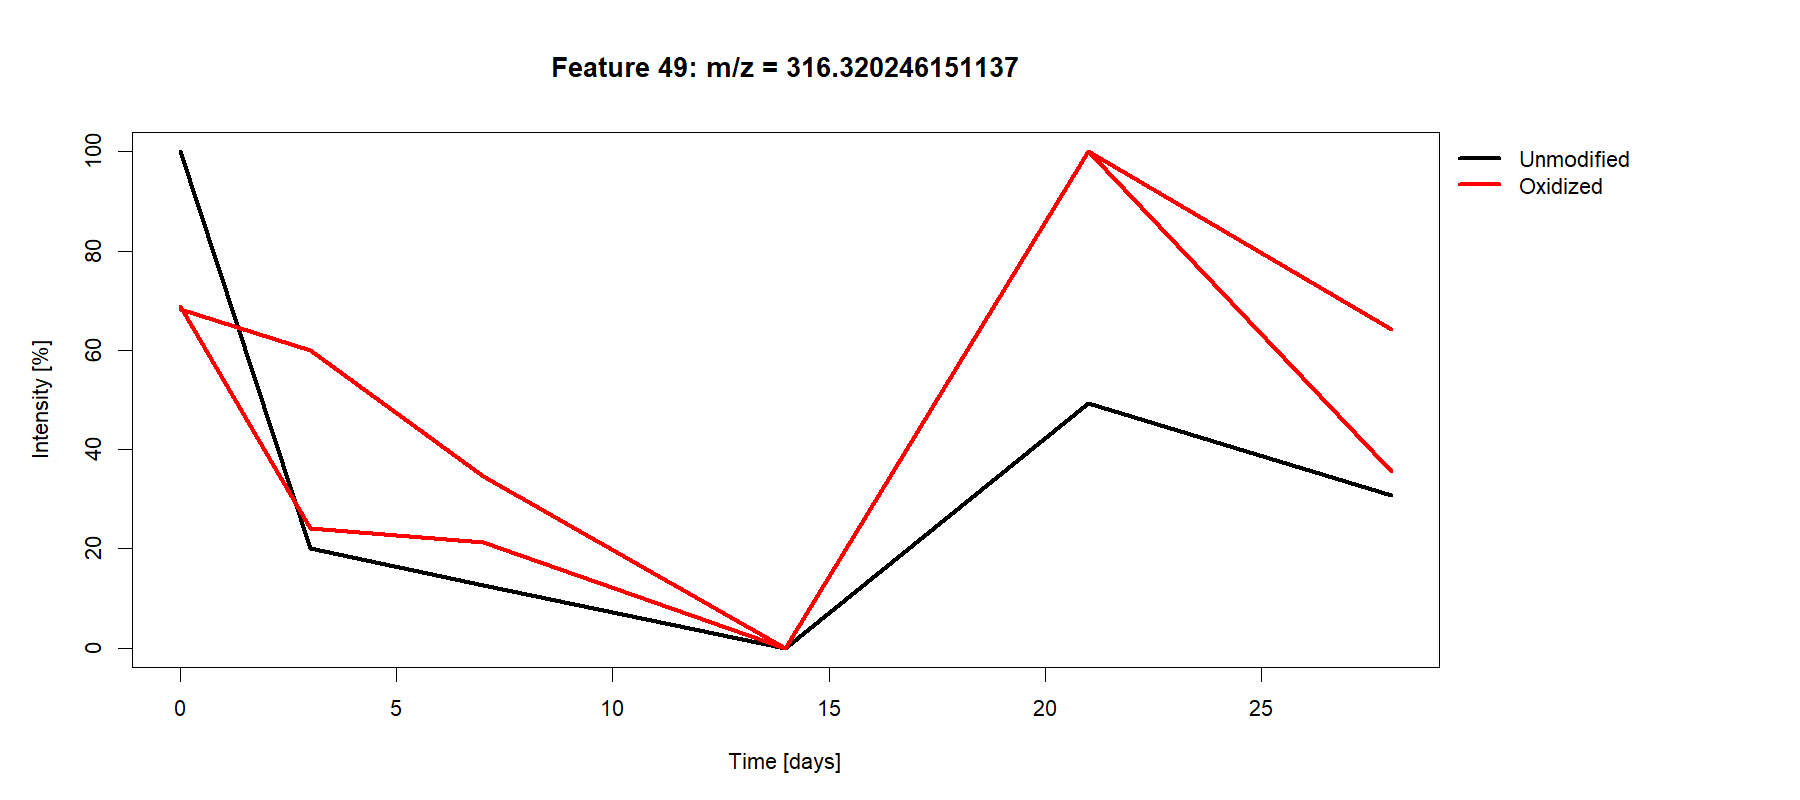 Feature 49: m/z = 316.320246151137
Unmodified
Oxidized
Intensity [%]
100
80
60
40
20
0
0 5 10 15 20 25
Time [days]